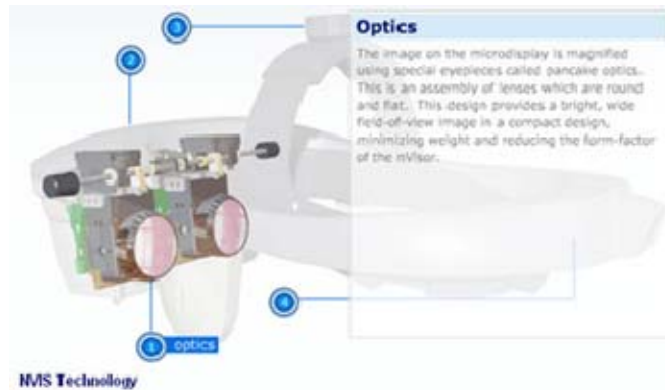 Optics
The image on the microdisplay is magnified
using special eyepieces called pancake optics.
This is an assembly of lenses which are round
and flat. This design provides a bright, wide
field-of-view image in a compact design,
minimizing weight and reducing the form-factor
of the nVisor.
3
2
4
1 optics
NVIS Technology